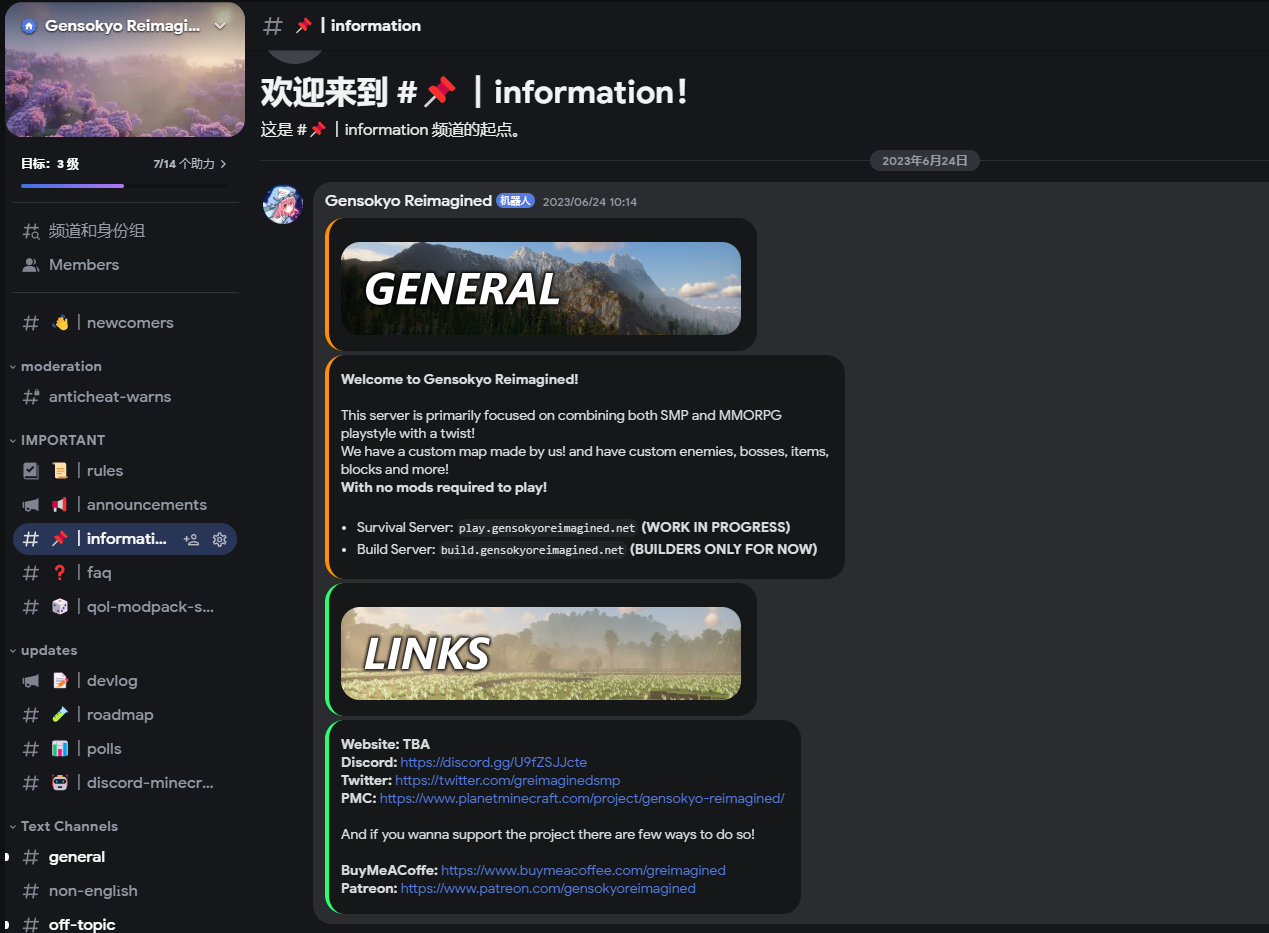 Gensokyo Reimagi...
目标：3 级
7/14 个助力
频道和身份组
Members
newcomers
moderation
anticheat-warns
IMPORTANT
rules
announcements
informati...
faq
qol-modpack-s...
updates
devlog
roadmap
polls
discord-minecr...
Text Channels
general
non-english
off-topic
# 📌 | information
欢迎来到 #📌｜information！
这是 #📌｜information 频道的起点。
2023年6月24日
Gensokyo Reimagined 机器人 2023/06/24 10:14
GENERAL
Welcome to Gensokyo Reimagined!
This server is primarily focused on combining both SMP and MMORPG
playstyle with a twist!
We have a custom map made by us! and have custom enemies, bosses, items,
blocks and more!
With no mods required to play!
• Survival Server: play.gensokyoreimagined.net (WORK IN PROGRESS)
• Build Server: build.gensokyoreimagined.net (BUILDERS ONLY FOR NOW)
LINKS
Website: TBA
Discord: https://discord.gg/U9fZSJJcte
Twitter: https://twitter.com/greimaginedsmp
PMC: https://www.planetminecraft.com/project/gensokyo-reimagined/
And if you wanna support the project there are few ways to do so!
BuyMeACoffe: https://www.buymeacoffee.com/greimagined
Patreon: https://www.patreon.com/gensokyoreimagined